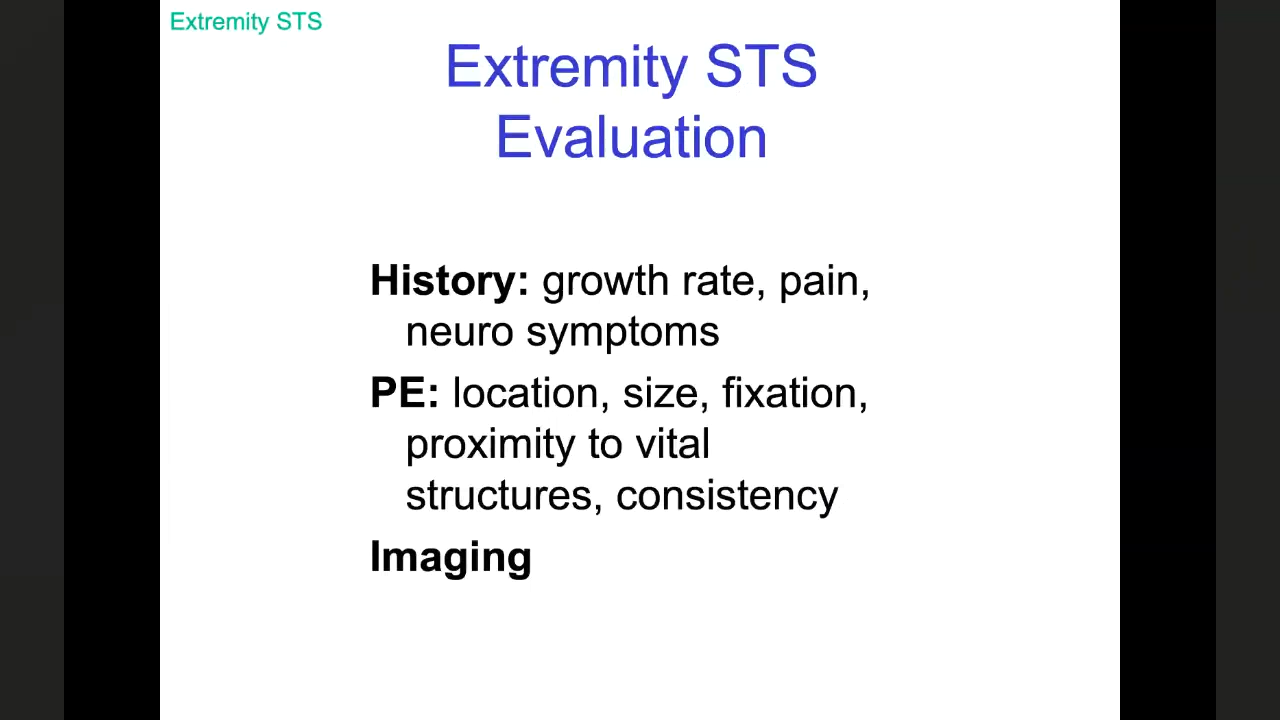 Extremity STS
Extremity STS
Evaluation
History: growth rate, pain,
neuro symptoms
PE: location, size, fixation,
proximity to vital
structures, consistency
Imaging